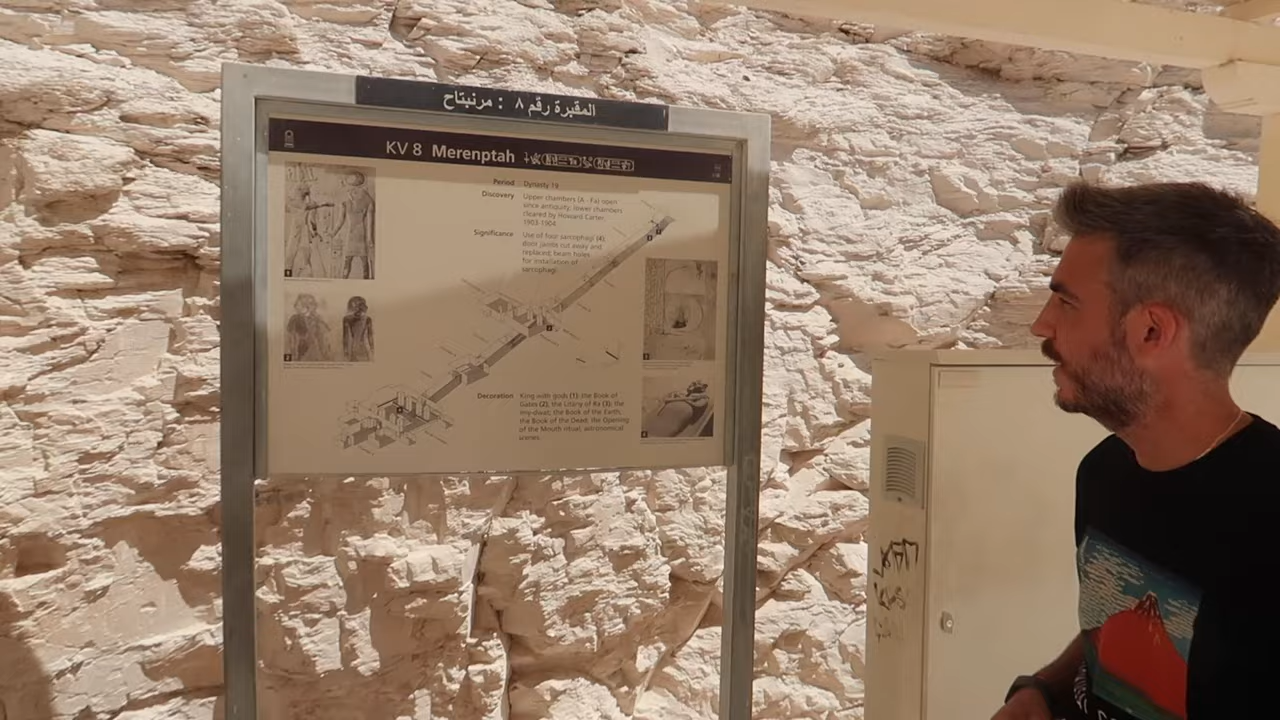 المقبرة رقم ٨ : مرنبتاح
KV 8 Merenptah
Period Dynasty 19
Discovery Upper chambers (A - Fa) open
since antiquity; lower chambers
cleared by Howard Carter,
1903-1904
Significance Use of four sarcophagi (4);
door jambs cut away and
replaced; beam holes
for installation of
sarcophagi
Decoration King with gods (1); the Book of
Gates (2), the Litany of Ra (3); the
Imy-dwat; the Book of the Earth;
the Book of the Dead; the Opening
of the Mouth ritual; astronomical
scenes.